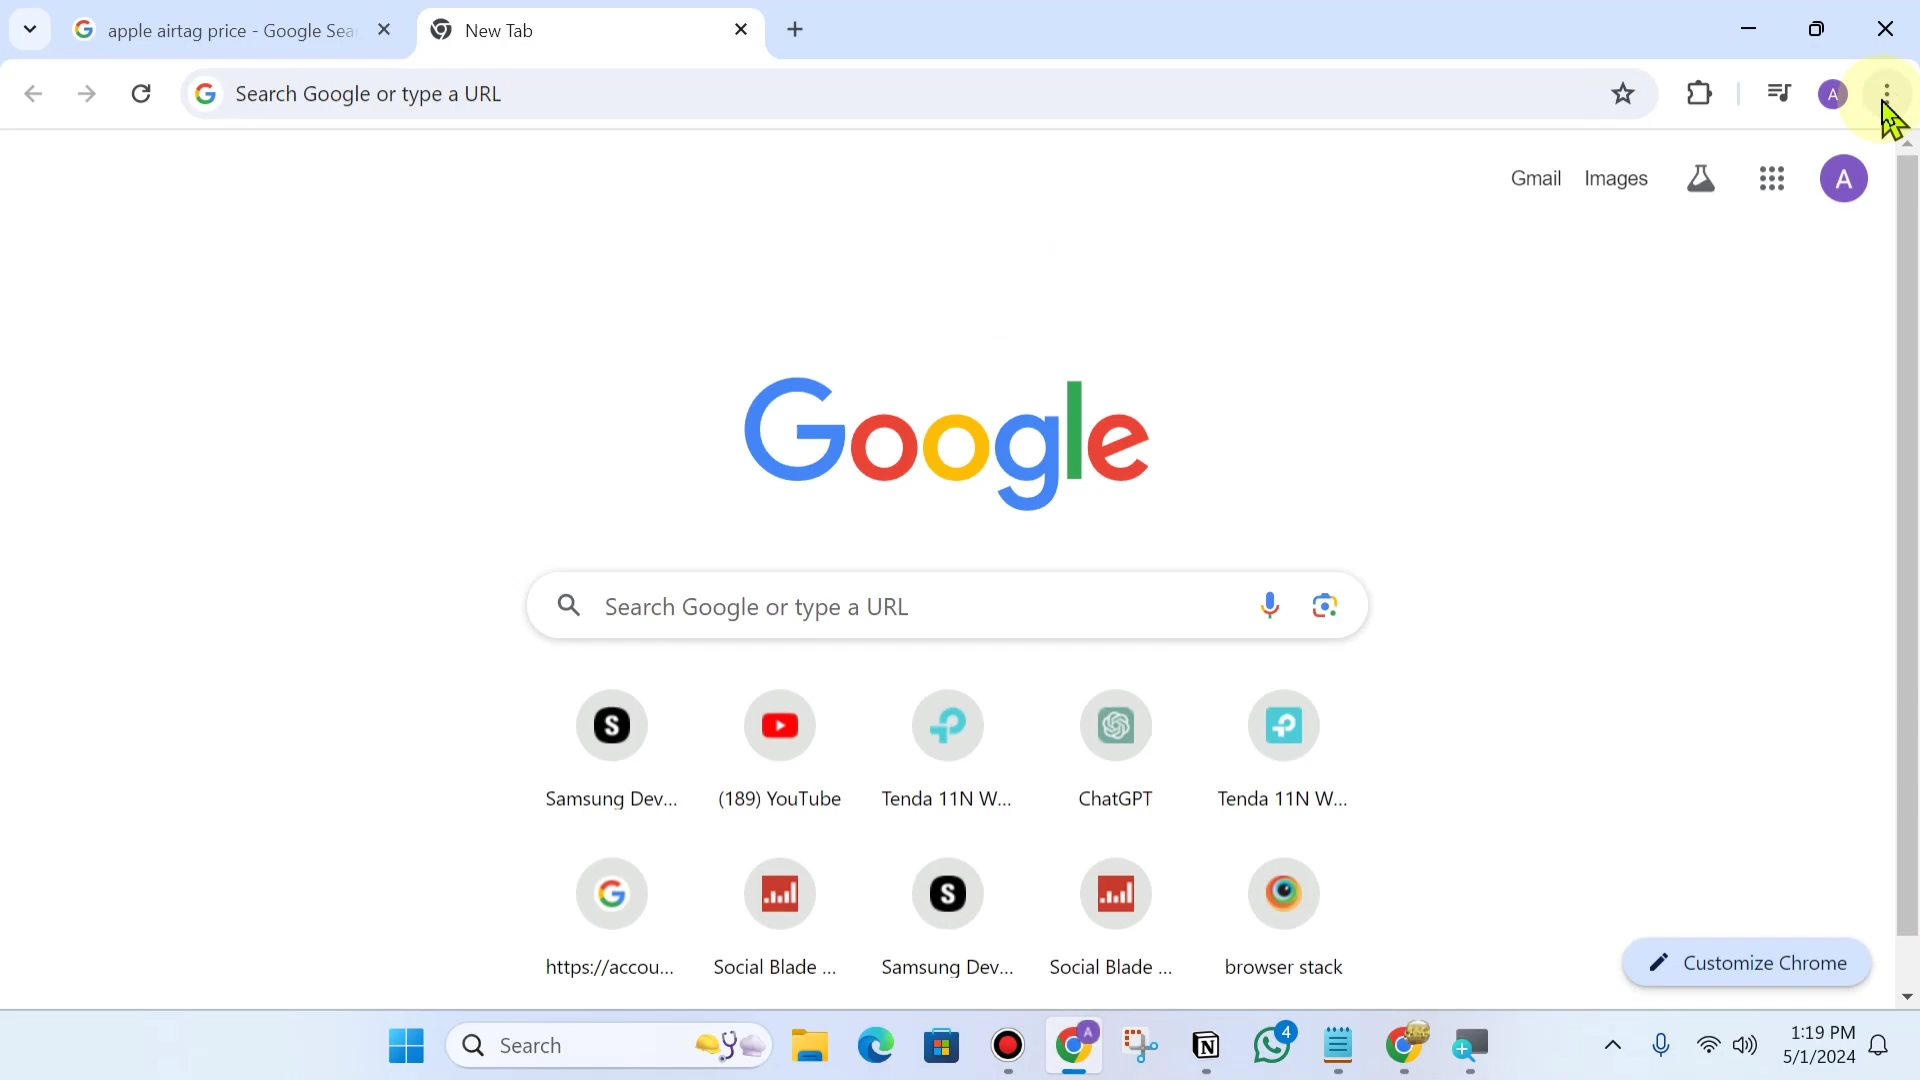 apple airtag price - Google Sea
New Tab
Search Google or type a URL
A
Gmail
Images
A
Google
Search Google or type a URL
S
Samsung Dev...
(189) YouTube
Tenda 11N W...
ChatGPT
Tenda 11N W...
G
https://accou...
Social Blade ...
S
Samsung Dev...
Social Blade ...
browser stack
Customize Chrome
Search
A
4
1:19 PM
5/1/2024